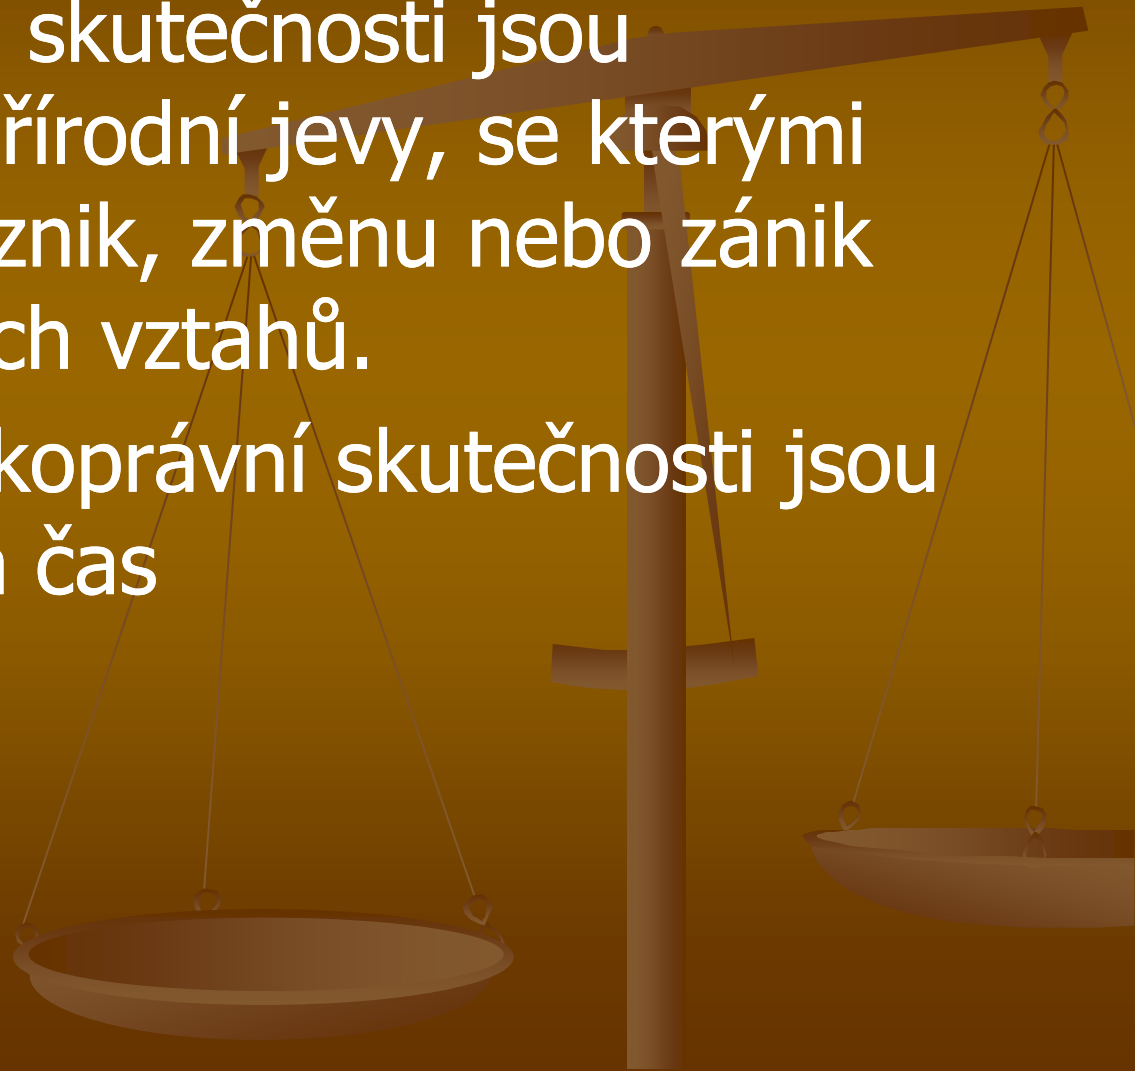 skutečnosti jsou
řírodní jevy, se kterými
znik, změnu nebo zánik
ch vztahů.
koprávní skutečnosti jsou
čas